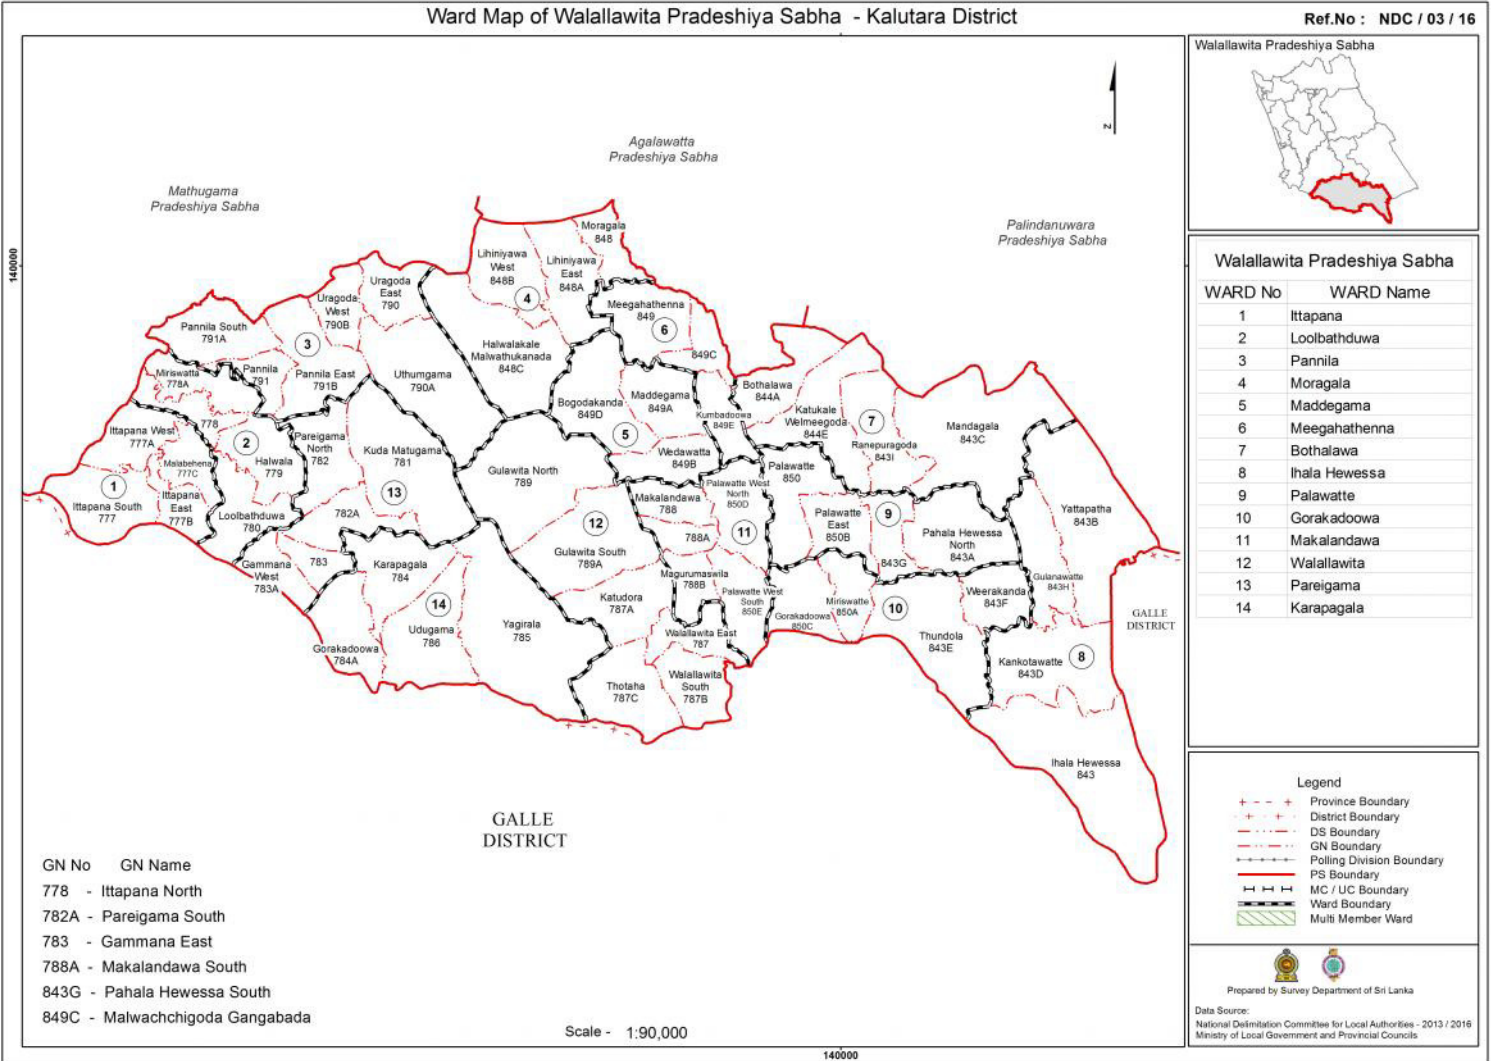 Ward Map of Walallawita Pradeshiya Sabha - Kalutara District
Ref.No : NDC / 03 / 16
140000
N
Mathugama
Pradeshiya Sabha
Agalawatta
Pradeshiya Sabha
Palindanuwara
Pradeshiya Sabha
Moragala
848
Lihiniyawa
West
848B
Lihiniyawa
East
848A
4
Uragoda
East
790
Uragoda
West
790B
Meegahathenna
849
6
Pannila South
791A
3
Halwalakale
Malwathukanada
848C
849C
Miriswatta
778A
Pannila
791
Pannila East
791B
Uthumgama
790A
Bogodakanda
849D
Maddegama
849A
Kumbadoowa
849E
Bothalawa
844A
Katukale
Welmeegoda
844E
7
Ranepuragoda
843I
Mandagala
843C
Ittapana West
777A
778
2
Halwala
779
Pareigama
North
782
Kuda Matugama
781
5
Wedawatta
849B
Malabehena
777C
1
Ittapana South
777
Ittapana
East
777B
Loolbathduwa
780
782A
13
Gulawita North
789
Makalandawa
788
Palawatte West
North
850D
Palawatte
850
Palawatte
East
850B
9
Pahala Hewessa
North
843A
Yattapatha
843B
12
Gulawita South
789A
788A
11
843G
Gammana
West
783A
783
Karapagala
784
Magurumaswila
788B
Palawatte West
South
850E
Gorakadoowa
850C
Miriswatte
850A
10
Weerakanda
843F
Gulanawatte
843H
GALLE
DISTRICT
14
Udugama
786
Yagirala
785
Katudora
787A
Walallawita East
787
Thundola
843E
Kankotawatte
843D
8
Gorakadoowa
784A
Thotaha
787C
Walallawita
South
787B
Ihala Hewessa
843
GALLE
DISTRICT
GN No GN Name
778 - Ittapana North
782A - Pareigama South
783 - Gammana East
788A - Makalandawa South
843G - Pahala Hewessa South
849C - Malwachchigoda Gangabada
Scale - 1:90,000
140000
Walallawita Pradeshiya Sabha
Walallawita Pradeshiya Sabha
WARD No WARD Name
1 Ittapana
2 Loolbathduwa
3 Pannila
4 Moragala
5 Maddegama
6 Meegahathenna
7 Bothalawa
8 Ihala Hewessa
9 Palawatte
10 Gorakadoowa
11 Makalandawa
12 Walallawita
13 Pareigama
14 Karapagala
Legend
Province Boundary
District Boundary
DS Boundary
GN Boundary
Polling Division Boundary
PS Boundary
MC / UC Boundary
Ward Boundary
Multi Member Ward
Prepared by Survey Department of Sri Lanka
Data Source:
National Delimitation Committee for Local Authorities - 2013 / 2016
Ministry of Local Government and Provincial Councils